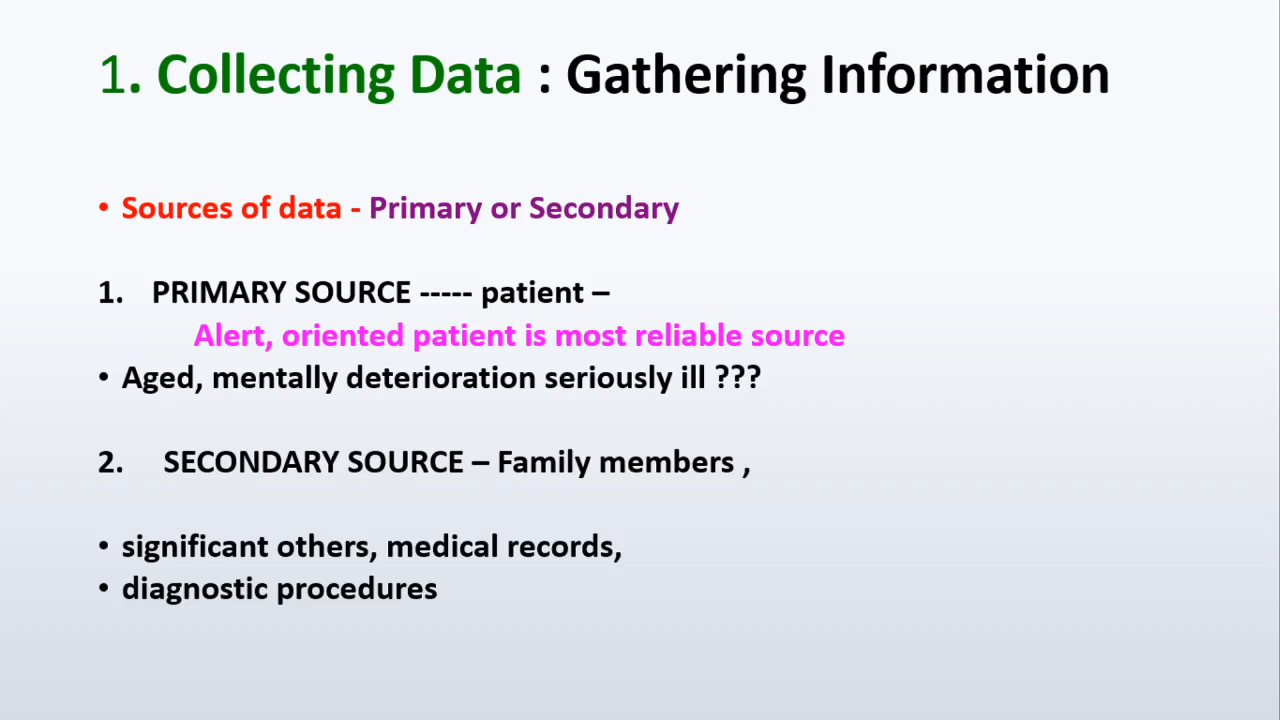 1. Collecting Data : Gathering Information
• Sources of data - Primary or Secondary
1. PRIMARY SOURCE ----- patient –
Alert, oriented patient is most reliable source
• Aged, mentally deterioration seriously ill ???
2. SECONDARY SOURCE – Family members ,
• significant others, medical records,
• diagnostic procedures